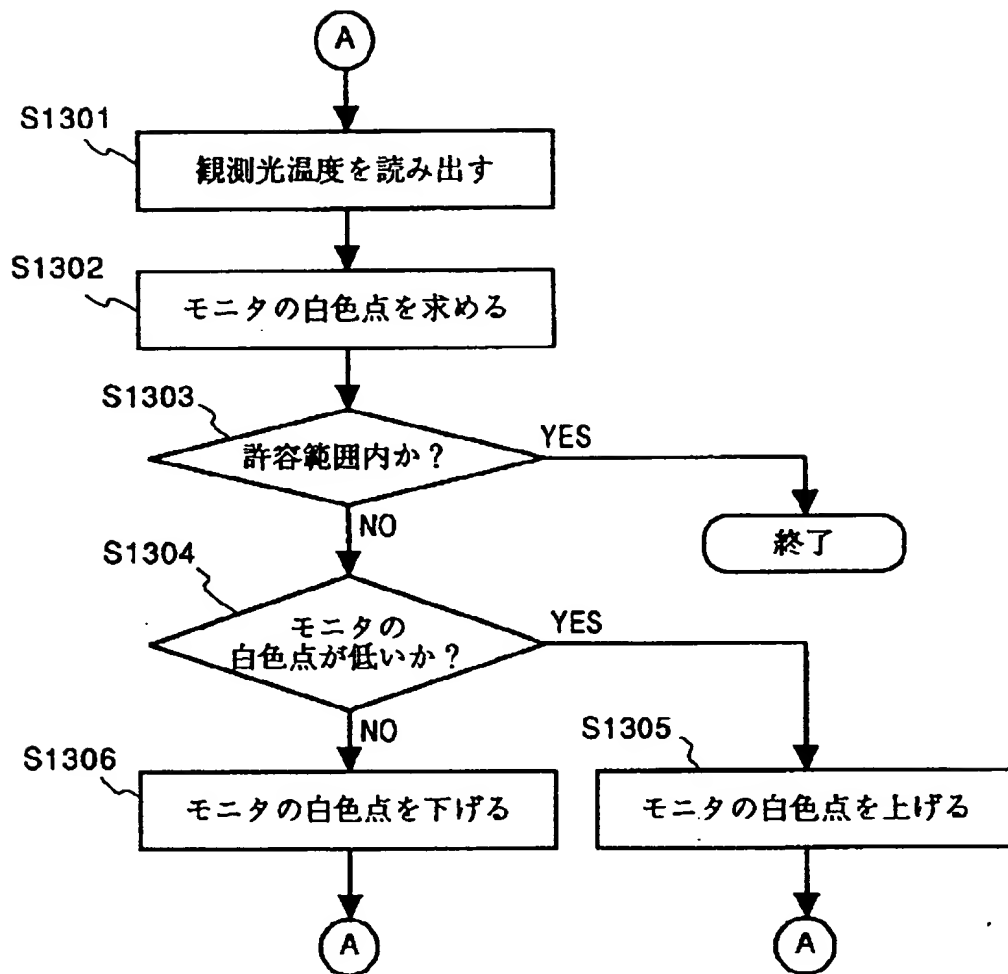 A
S1301
観測光温度を読み出す
S1302
モニタの白色点を求める
S1303
許容範囲内か？
YES
NO
終了
S1304
モニタの
白色点が低いか？
YES
NO
S1305
S1306
モニタの白色点を下げる
モニタの白色点を上げる
A
A